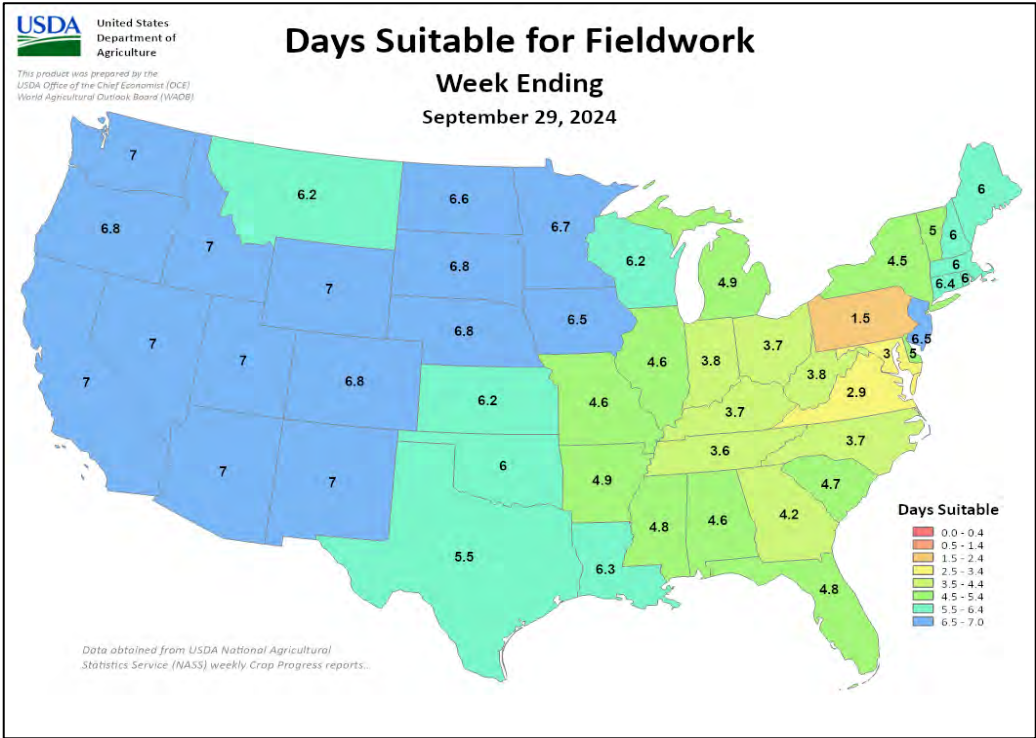 USDA
United States
Department of
Agriculture
This product was prepared by the
USDA Office of the Chief Economist (OCE)
World Agricultural Outlook Board (WAOB)
Days Suitable for Fieldwork
Week Ending
September 29, 2024
7
6.2
6.6
6.7
6
5
6
6.8
7
7
6.8
6.2
4.9
4.5
6
6.4
6
6.8
6.5
1.5
6.5
7
7
7
6.8
6.2
4.6
4.6
3.8
3.7
3.8
3
5
2.9
3.7
3.7
3.6
7
7
6
4.9
4.7
5.5
6.3
4.8
4.6
4.2
4.8
Days Suitable
0.0 - 0.4
0.5 - 1.4
1.5 - 2.4
2.5 - 3.4
3.5 - 4.4
4.5 - 5.4
5.5 - 6.4
6.5 - 7.0
Data obtained from USDA National Agricultural
Statistics Service (NASS) weekly Crop Progress reports..